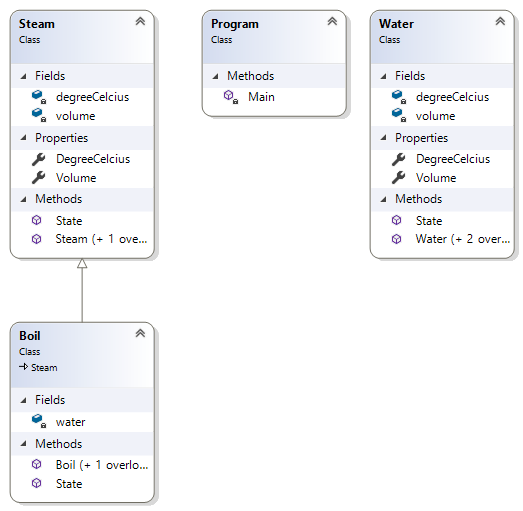 Steam
Class
Fields
degreeCelcius
volume
Properties
DegreeCelcius
Volume
Methods
State
Steam (+ 1 ove...
Program
Class
Methods
Main
Water
Class
Fields
degreeCelcius
volume
Properties
DegreeCelcius
Volume
Methods
State
Water (+ 2 over...
Boil
Class
Steam
Fields
water
Methods
Boil (+ 1 overlo...
State